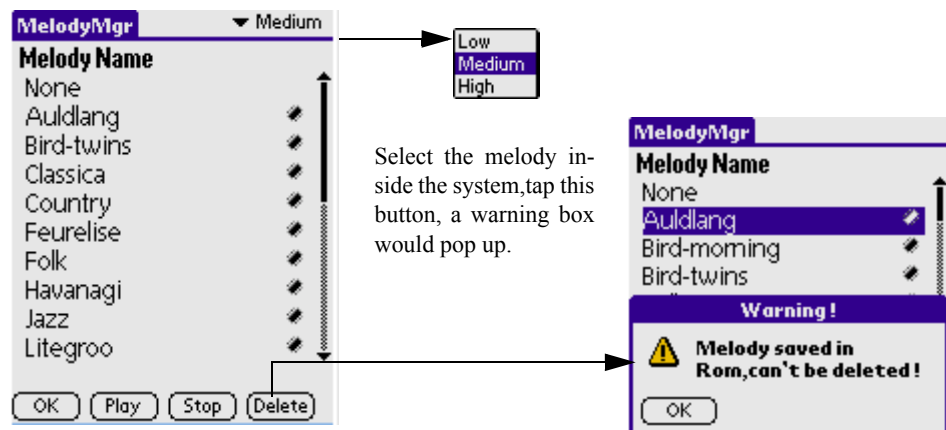 MelodyMgr Medium
Melody Name
None
Auldlang
Bird-twins
Classica
Country
Feurelise
Folk
Havanagi
Jazz
Litegroo
OK Play Stop Delete
Low
Medium
High
Select the melody in-
side the system,tap this
button, a warning box
would pop up.
MelodyMgr
Melody Name
None
Auldlang
Bird-morning
Bird-twins
Warning!
Melody saved in
Rom,can't be deleted!
OK